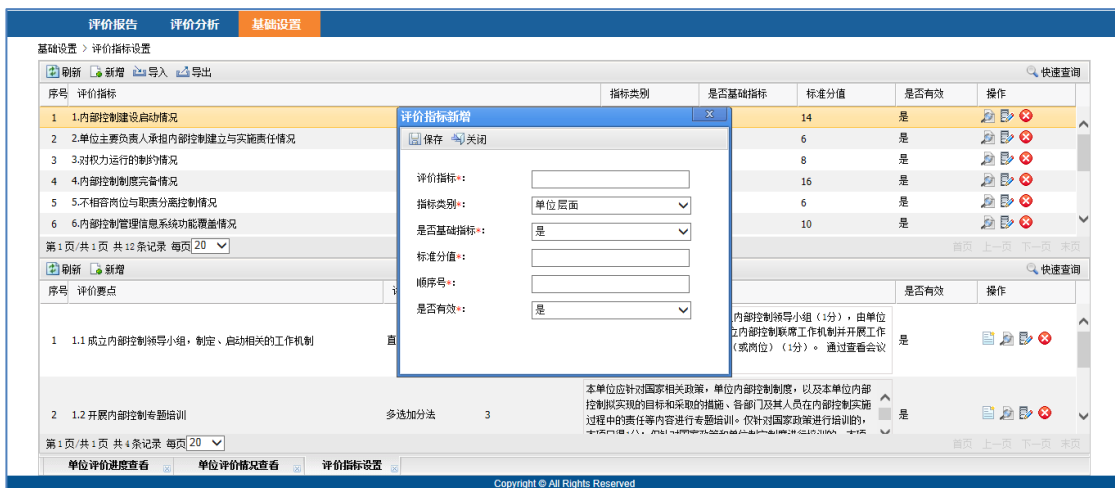 评价报告 评价分析 基础设置
基础设置 > 评价指标设置
刷新 新增 导入 导出 快速查询
序号 评价指标 指标类别 是否基础指标 标准分值 是否有效 操作
1 1.内部控制建设启动情况 14 是
2 2.单位主要负责人承担内部控制建立与实施责任情况 6 是
3 3.对权力运行的制约情况 8 是
4 4.内部控制制度完备情况 16 是
5 5.不相容岗位与职责分离控制情况 6 是
6 6.内部控制管理信息系统功能覆盖情况 10 是
第1页/共1页 共12条记录 每页 20 首页 上一页 下一页 末页
评价指标新增 x
保存 关闭
评价指标*:
指标类别*: 单位层面
是否基础指标*: 是
标准分值*:
顺序号*:
是否有效*: 是
刷新 新增 快速查询
序号 评价要点 是否有效 操作
1 1.1 成立内部控制领导小组，制定、启动相关的工作机制 直 是
内部控制领导小组（1分），由单位
立内部控制联席工作机制并开展工作
（或岗位）（1分）。 通过查看会议
2 1.2 开展内部控制专题培训 多选加分法 3 是
本单位应针对国家相关政策，单位内部控制制度，以及本单位内部
控制拟实现的目标和采取的措施、各部门及其人员在内部控制实施
过程中的责任等内容进行专题培训。仅针对国家政策进行培训的，
第1页/共1页 共4条记录 每页 20 首页 上一页 下一页 末页
单位评价进度查看 单位评价情况查看 评价指标设置
Copyright © All Rights Reserved